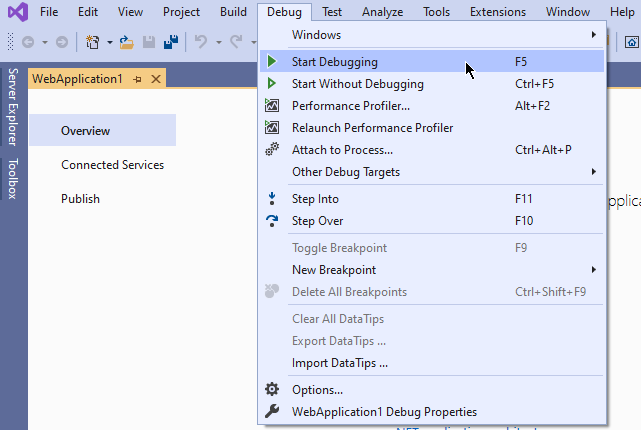 File Edit View Project Build Debug Test Analyze Tools Extensions Window Help
Server Explorer
Toolbox
WebApplication1
Overview
Connected Services
Publish
Windows
Start Debugging F5
Start Without Debugging Ctrl+F5
Performance Profiler... Alt+F2
Relaunch Performance Profiler
Attach to Process... Ctrl+Alt+P
Other Debug Targets
Step Into F11
Step Over F10
Toggle Breakpoint F9
New Breakpoint
Delete All Breakpoints Ctrl+Shift+F9
Clear All DataTips
Export DataTips ...
Import DataTips ...
Options...
WebApplication1 Debug Properties